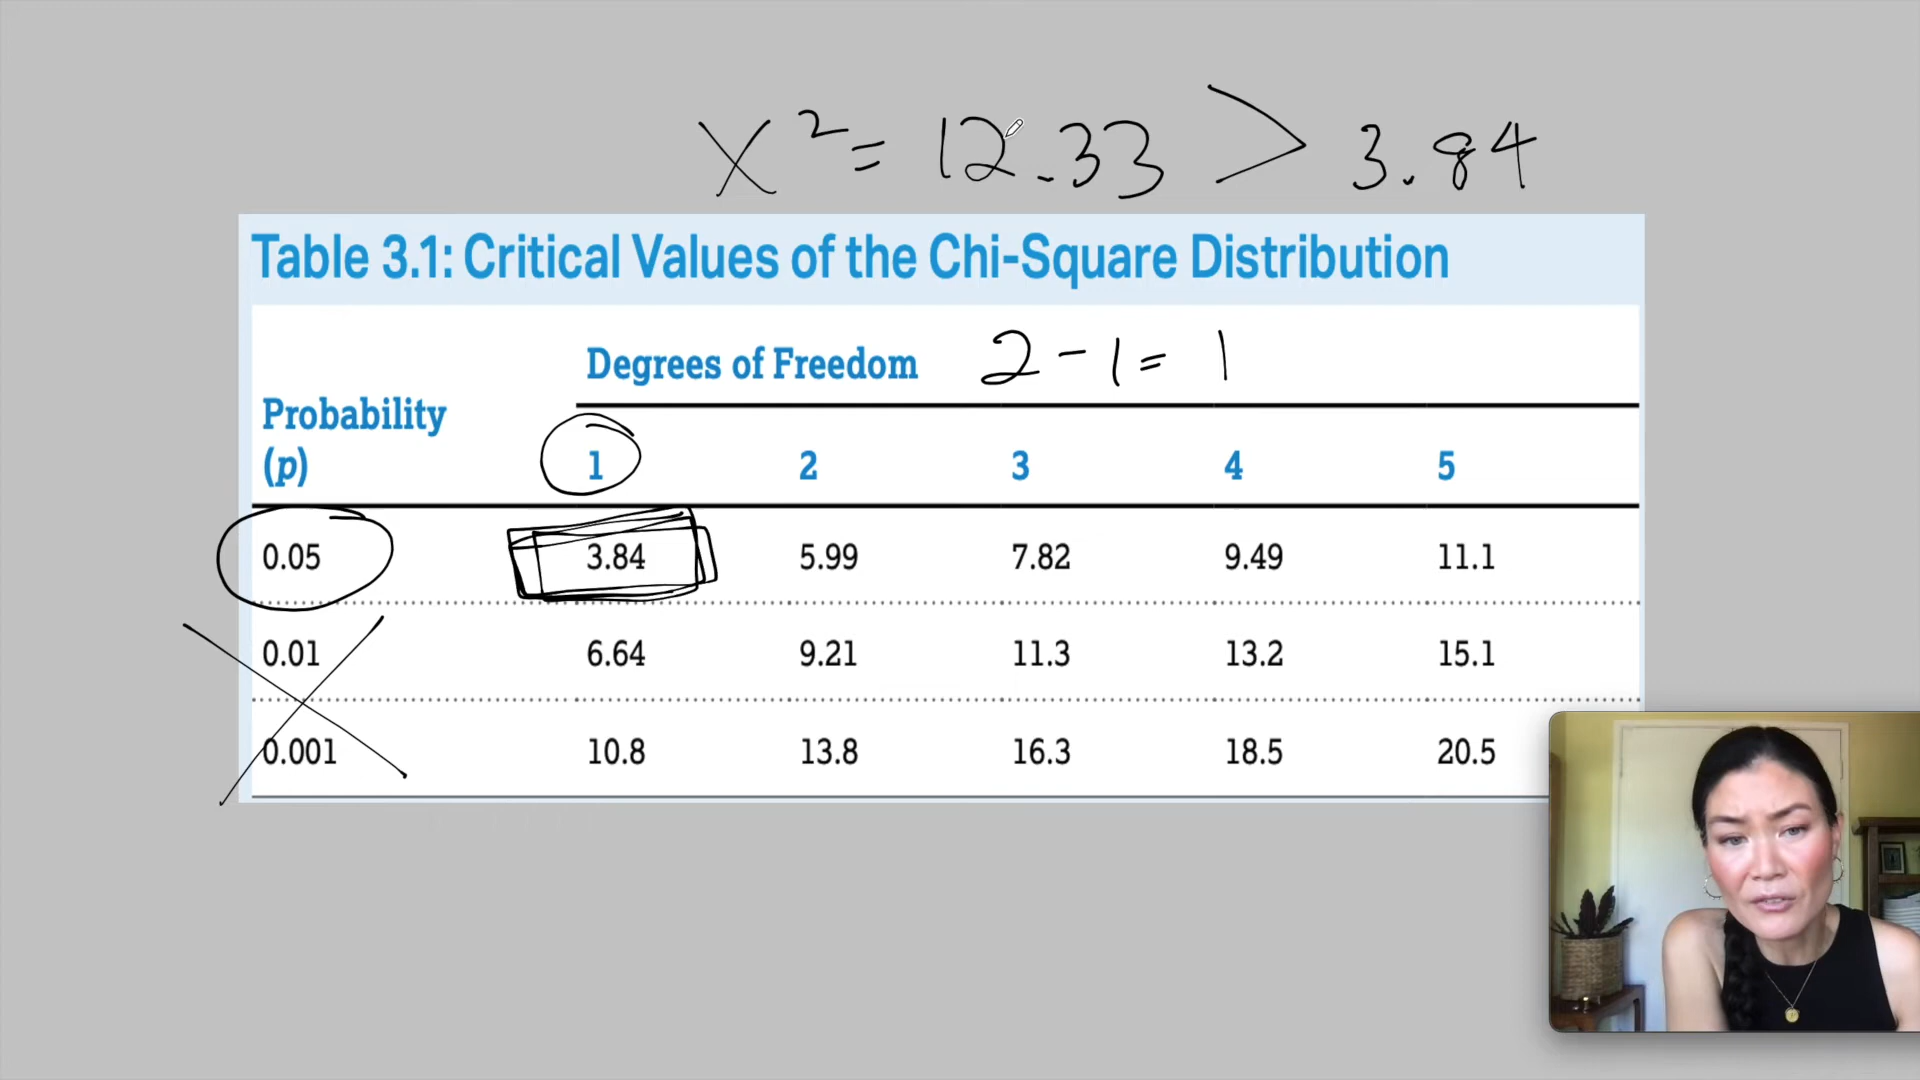 X² = 12.33 > 3.84
Table 3.1: Critical Values of the Chi-Square Distribution
Degrees of Freedom 2 - 1 = 1
Probability
(p) 1 2 3 4 5
0.05 3.84 5.99 7.82 9.49 11.1
0.01 6.64 9.21 11.3 13.2 15.1
0.001 10.8 13.8 16.3 18.5 20.5